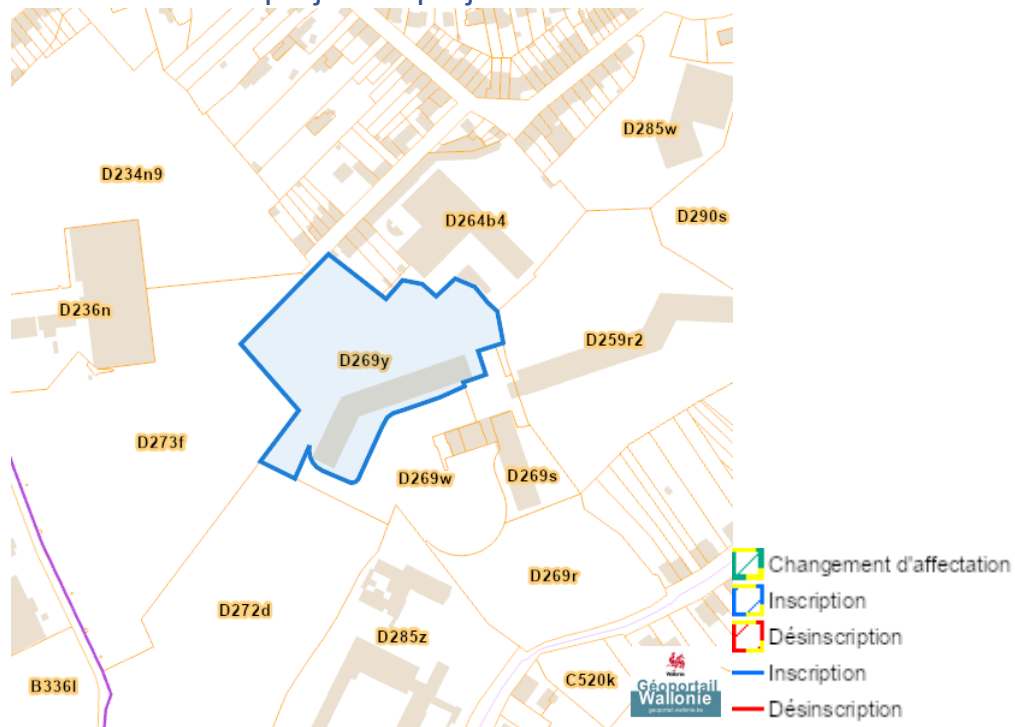 D285w
D234n9
D264b4
D290s
D236n
D259r2
D269y
D273f
D269w
D269s
D269r
D272d
D285z
B336l
C520k
Wallonie
Géoportail
Wallonie
geoportail.wallonie.be
Changement d'affectation
Inscription
Désinscription
Inscription
Désinscription